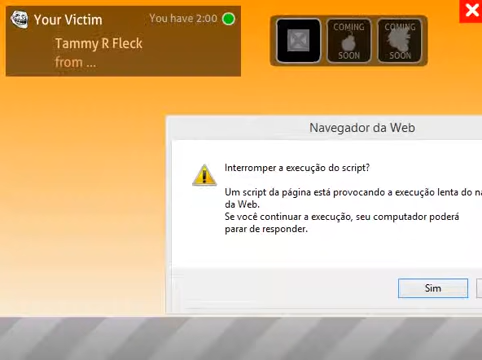 Your Victim
You have 2:00
Tammy R Fleck
from ...
COMING
SOON
COMING
SOON
Navegador da Web
Interromper a execução do script?
Um script da página está provocando a execução lenta do
da Web.
Se você continuar a execução, seu computador poderá
parar de responder.
Sim